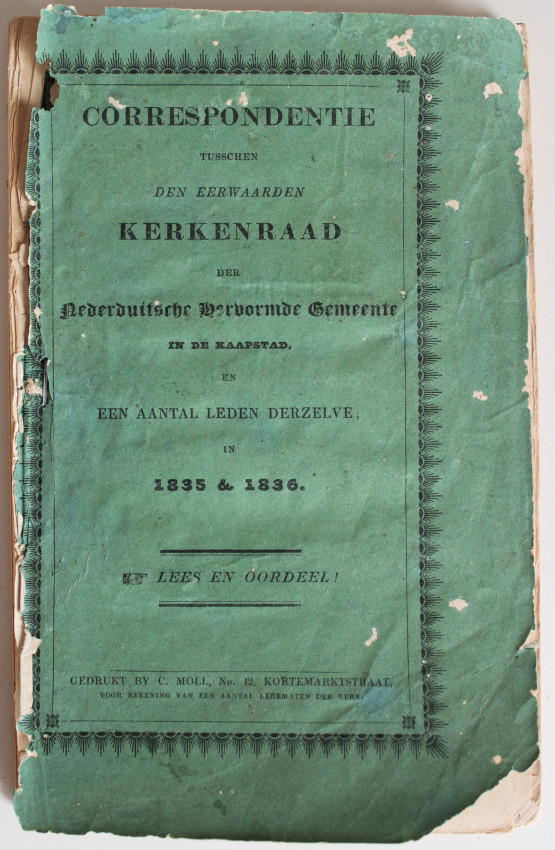 CORRESPONDENTIE
TUSSCHEN
DEN EERWAARDEN
KERKENRAAD
DER
Nederduitsche Hervormde Gemeente
IN DE KAAPSTAD,
EN
EEN AANTAL LEDEN DERZELVE;
IN
1835 & 1836.
☞ LEES EN OORDEEL!
GEDRUKT BY C. MOLL, No. 12, KORTEMARKTSTRAAT,
VOOR REKENING VAN EEN AANTAL LEDEMATEN DER KERK.